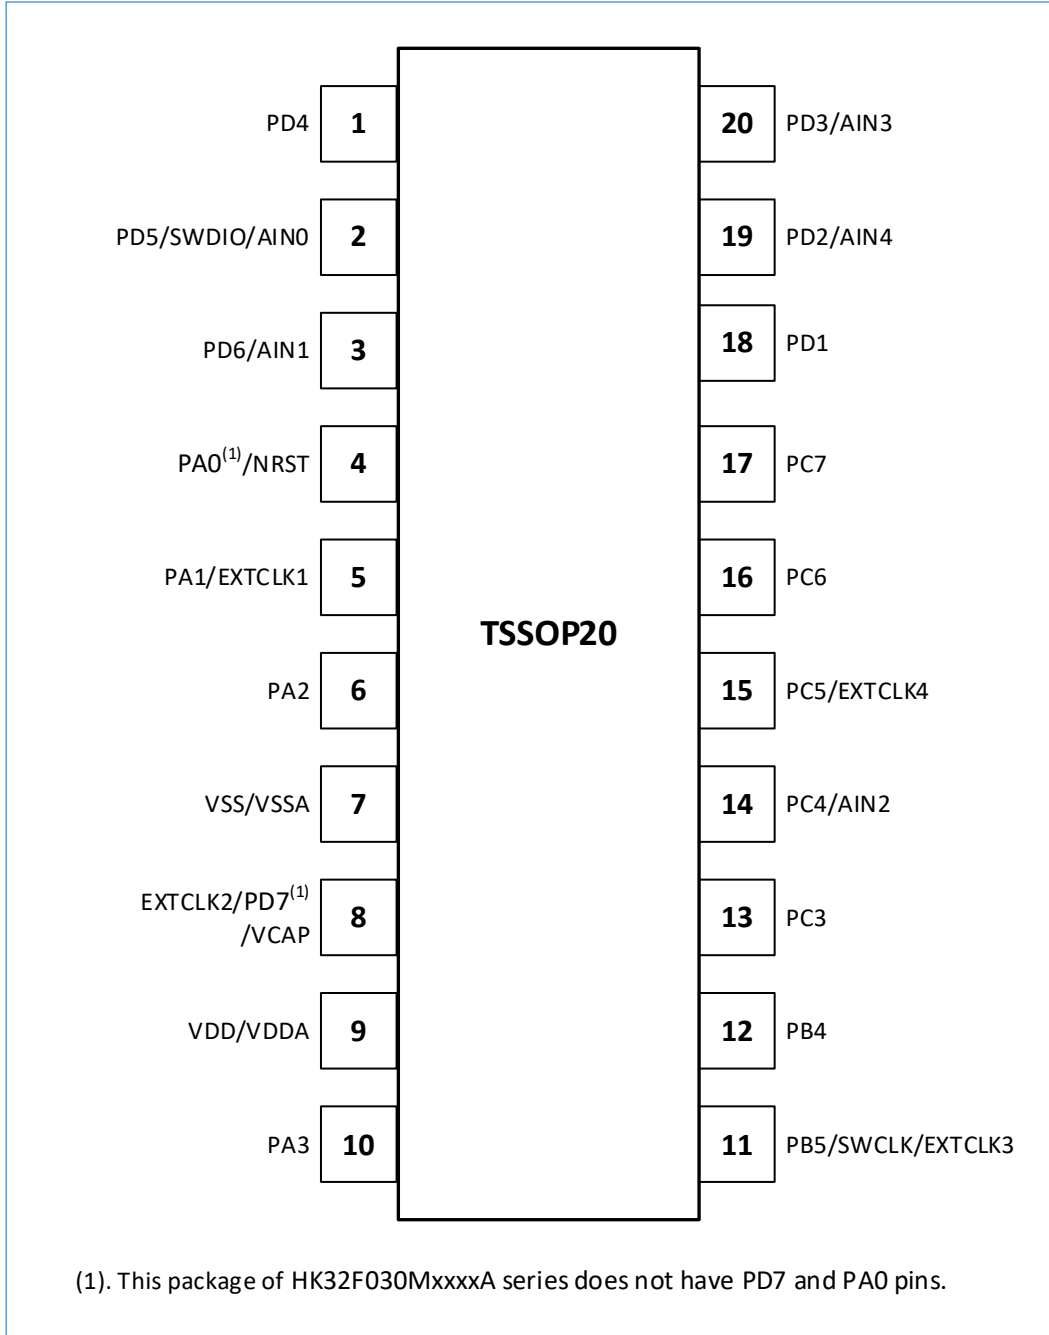 PD4 1 20 PD3/AIN3
PD5/SWDIO/AIN0 2 19 PD2/AIN4
PD6/AIN1 3 18 PD1
PA0(1)/NRST 4 17 PC7
PA1/EXTCLK1 5 16 PC6
TSSOP20
PA2 6 15 PC5/EXTCLK4
VSS/VSSA 7 14 PC4/AIN2
EXTCLK2/PD7(1)
/VCAP 8 13 PC3
VDD/VDDA 9 12 PB4
PA3 10 11 PB5/SWCLK/EXTCLK3
(1). This package of HK32F030MxxxxA series does not have PD7 and PA0 pins.